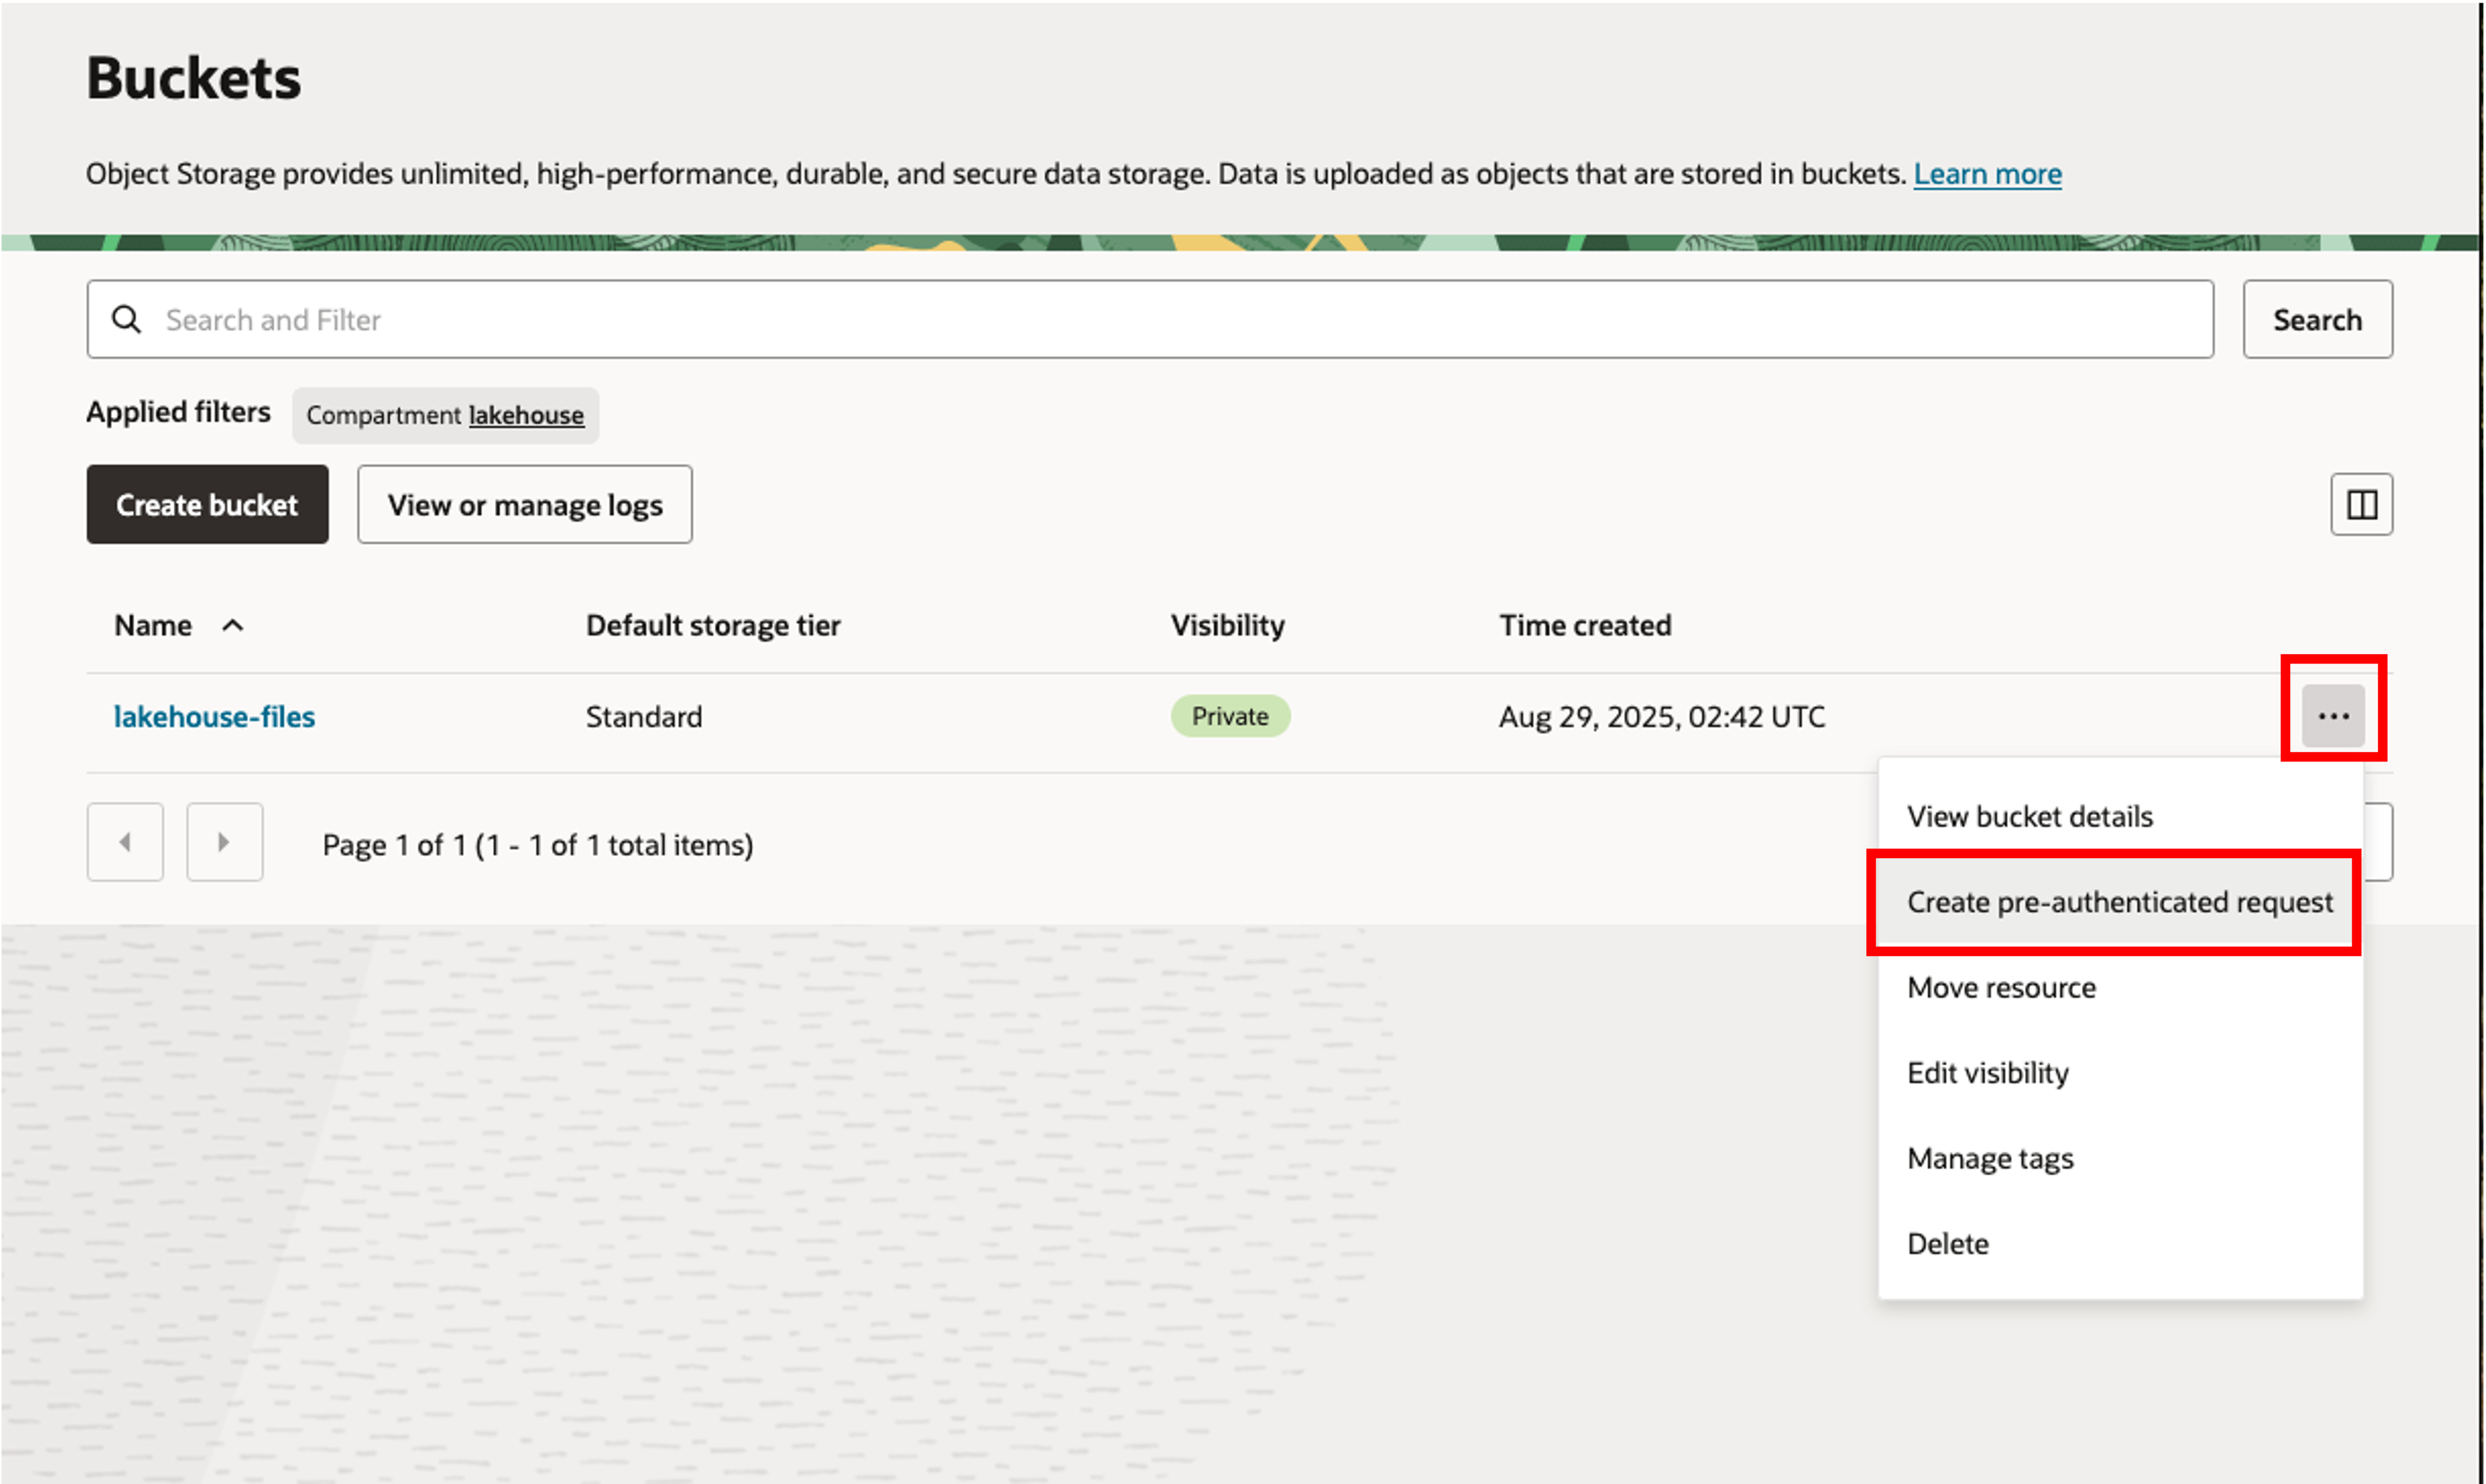 Buckets
Object Storage provides unlimited, high-performance, durable, and secure data storage. Data is uploaded as objects that are stored in buckets. Learn more
Search and Filter
Search
Applied filters
Compartment lakehouse
Create bucket
View or manage logs
Name
Default storage tier
Visibility
Time created
lakehouse-files
Standard
Private
Aug 29, 2025, 02:42 UTC
Page 1 of 1 (1 - 1 of 1 total items)
View bucket details
Create pre-authenticated request
Move resource
Edit visibility
Manage tags
Delete